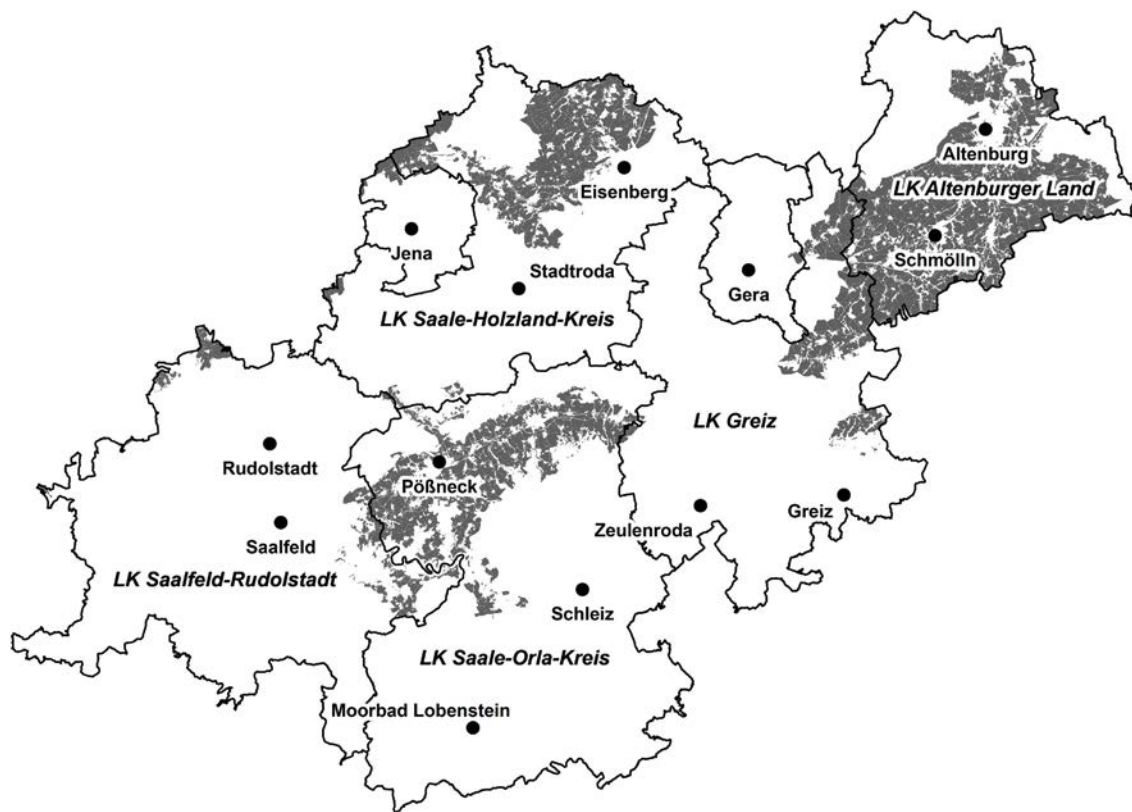 Altenburg
LK Altenburger Land
Eisenberg
Jena
Schmölln
Stadtroda
Gera
LK Saale-Holzland-Kreis
LK Greiz
Rudolstadt
Pößneck
Greiz
Zeulenroda
Saalfeld
LK Saalfeld-Rudolstadt
Schleiz
LK Saale-Orla-Kreis
Moorbad Lobenstein